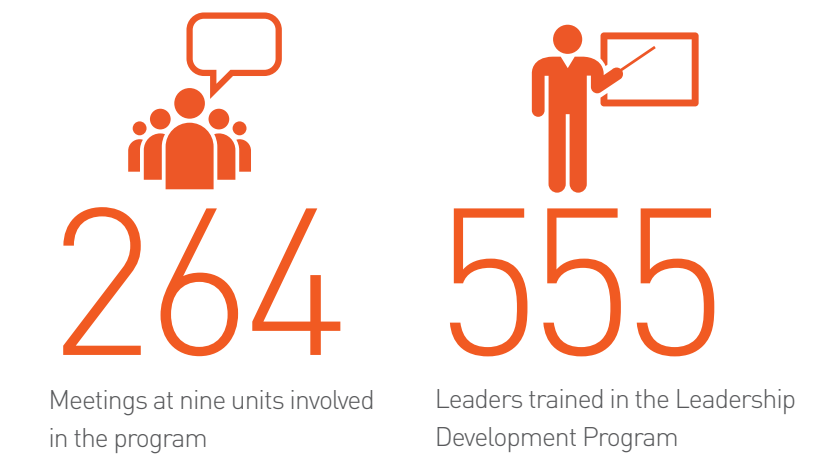 264
Meetings at nine units involved
in the program
555
Leaders trained in the Leadership
Development Program